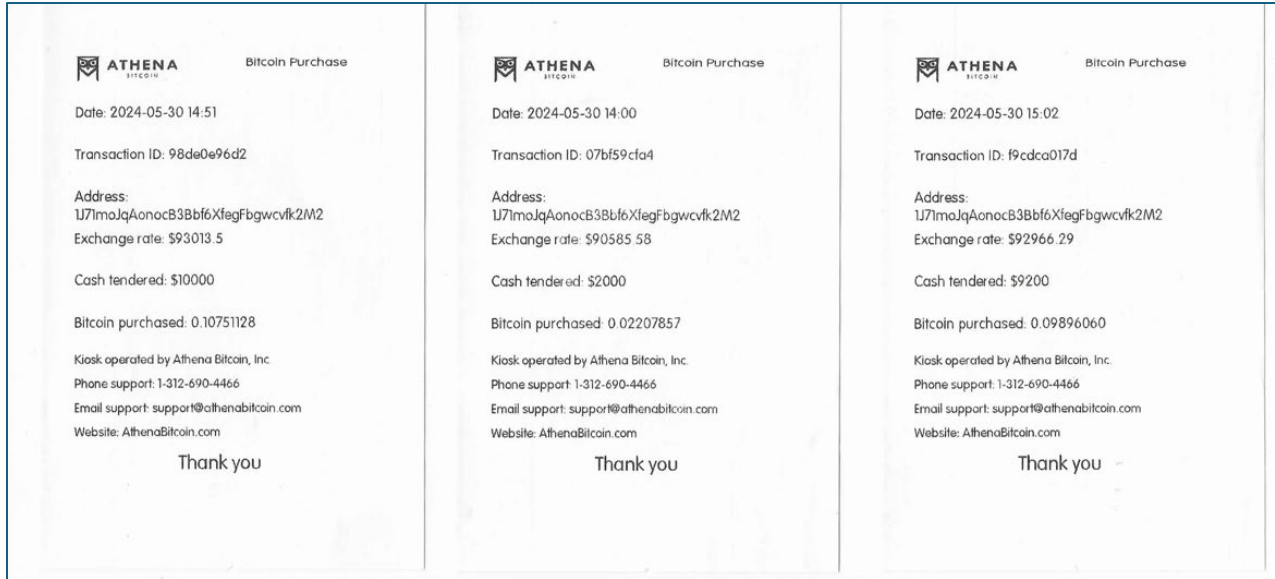 ATHENA
BITCOIN
Bitcoin Purchase
Date: 2024-05-30 14:51
Transaction ID: 98de0e96d2
Address:
1J71moJqAonocB3Bbf6XfegFbgwcvfk2M2
Exchange rate: $93013.5
Cash tendered: $10000
Bitcoin purchased: 0.10751128
Kiosk operated by Athena Bitcoin, Inc.
Phone support: 1-312-690-4466
Email support: support@athenabitcoin.com
Website: AthenaBitcoin.com
Thank you
ATHENA
BITCOIN
Bitcoin Purchase
Date: 2024-05-30 14:00
Transaction ID: 07bf59cfa4
Address:
1J71moJqAonocB3Bbf6XfegFbgwcvfk2M2
Exchange rate: $90585.58
Cash tendered: $2000
Bitcoin purchased: 0.02207857
Kiosk operated by Athena Bitcoin, Inc.
Phone support: 1-312-690-4466
Email support: support@athenabitcoin.com
Website: AthenaBitcoin.com
Thank you
ATHENA
BITCOIN
Bitcoin Purchase
Date: 2024-05-30 15:02
Transaction ID: f9cdca017d
Address:
1J71moJqAonocB3Bbf6XfegFbgwcvfk2M2
Exchange rate: $92966.29
Cash tendered: $9200
Bitcoin purchased: 0.09896060
Kiosk operated by Athena Bitcoin, Inc.
Phone support: 1-312-690-4466
Email support: support@athenabitcoin.com
Website: AthenaBitcoin.com
Thank you